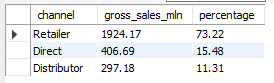 channel gross_sales_mln percentage
Retailer 1924.17 73.22
Direct 406.69 15.48
Distributor 297.18 11.31